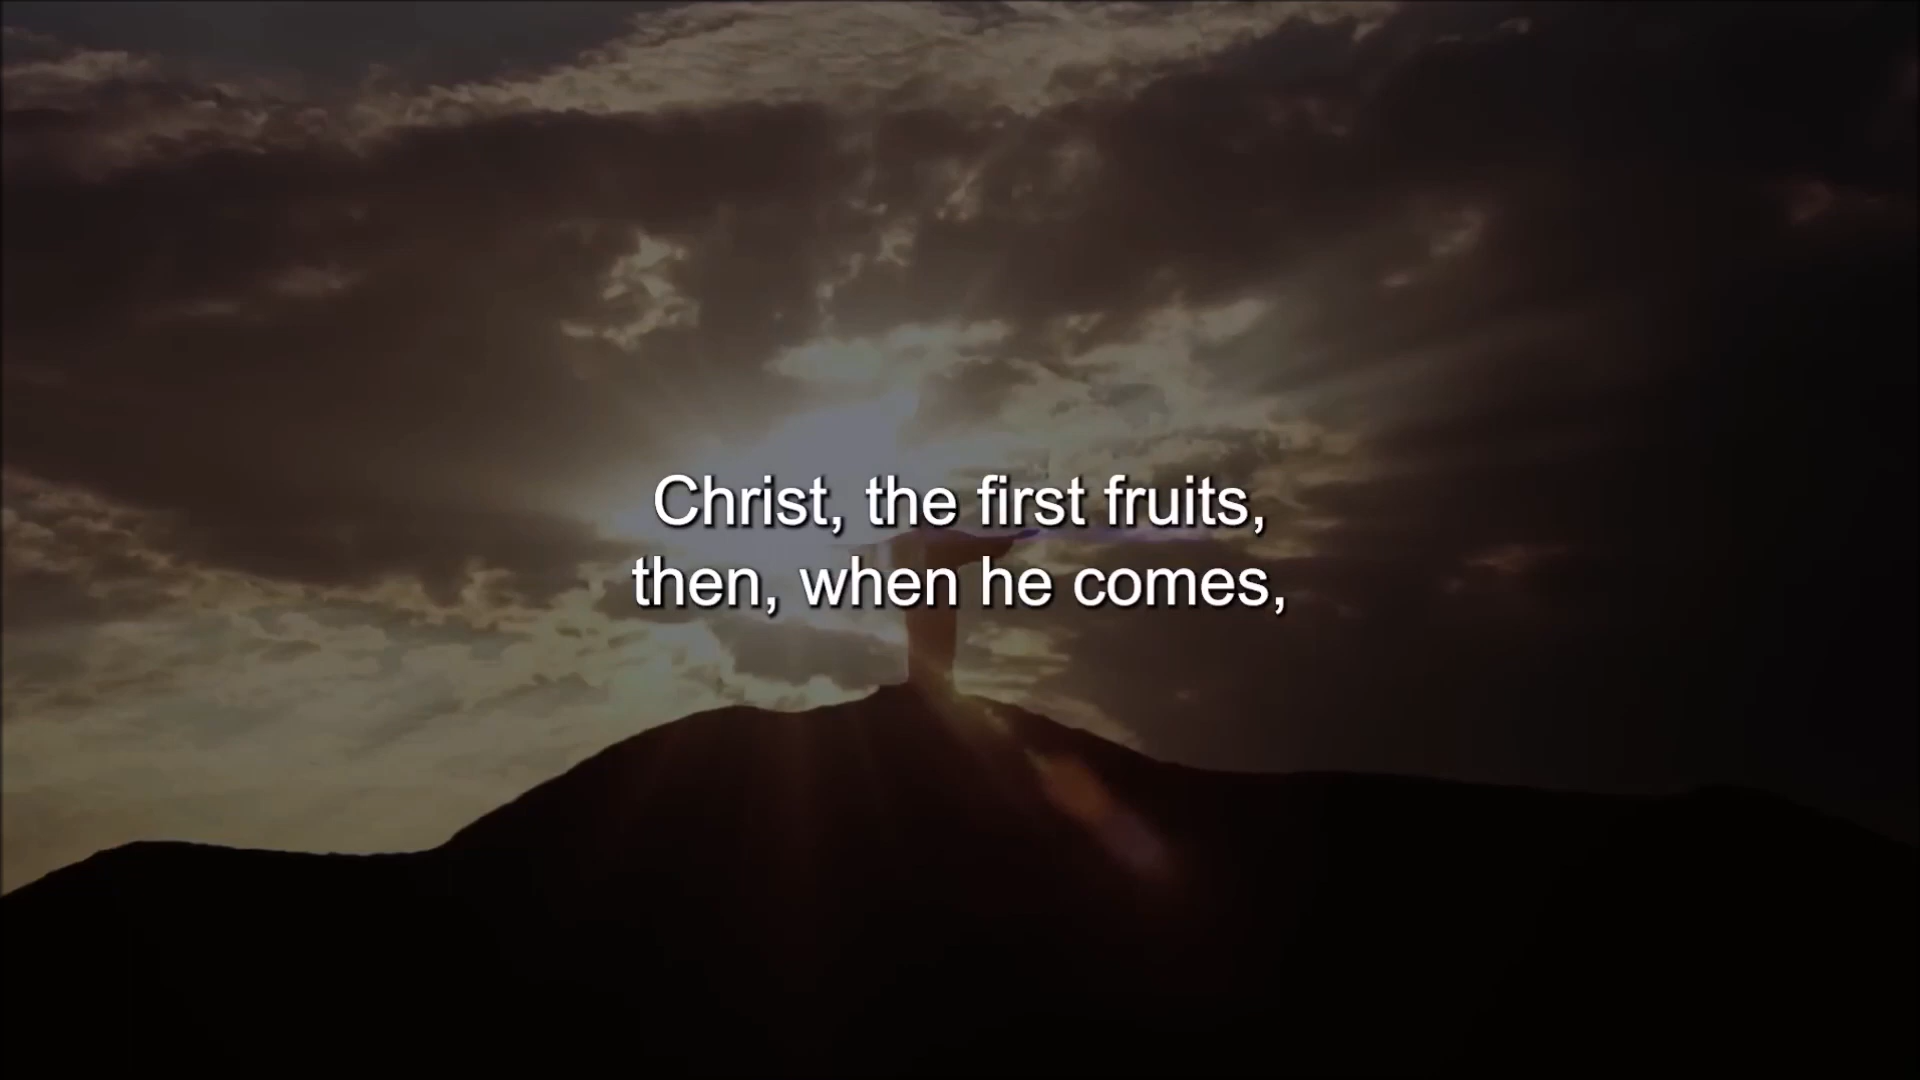 Christ, the first fruits,
then, when he comes,